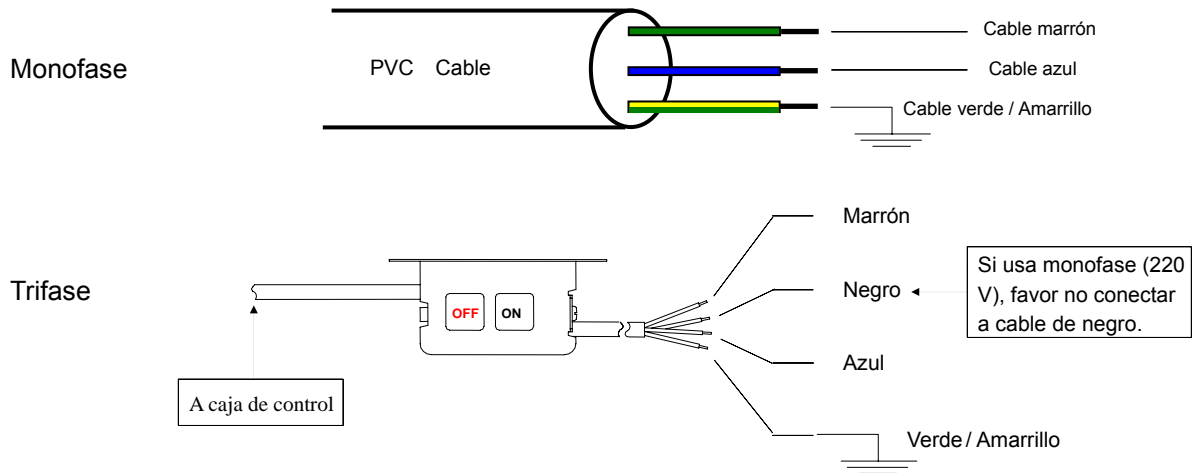 Monofase
PVC Cable
Cable marrón
Cable azul
Cable verde / Amarrillo
Trifase
OFF
ON
A caja de control
Marrón
Negro
Azul
Verde / Amarrillo
Si usa monofase (220
V), favor no conectar
a cable de negro.